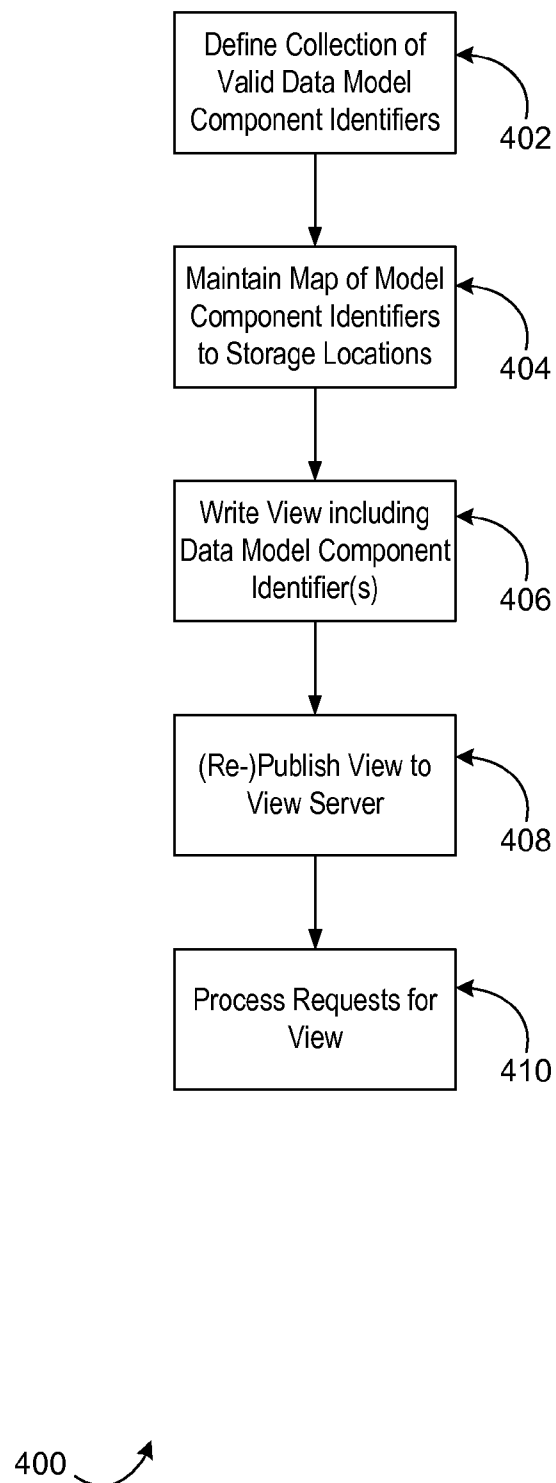 Define Collection of
Valid Data Model
Component Identifiers
402
Maintain Map of Model
Component Identifiers
to Storage Locations
404
Write View including
Data Model Component
Identifier(s)
406
(Re-)Publish View to
View Server
408
Process Requests for
View
410
400